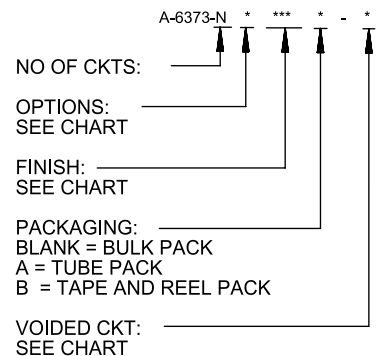 A-6373-N * *** * - *
NO OF CKTS:
OPTIONS:
SEE CHART
FINISH:
SEE CHART
PACKAGING:
BLANK = BULK PACK
A = TUBE PACK
B = TAPE AND REEL PACK
VOIDED CKT:
SEE CHART